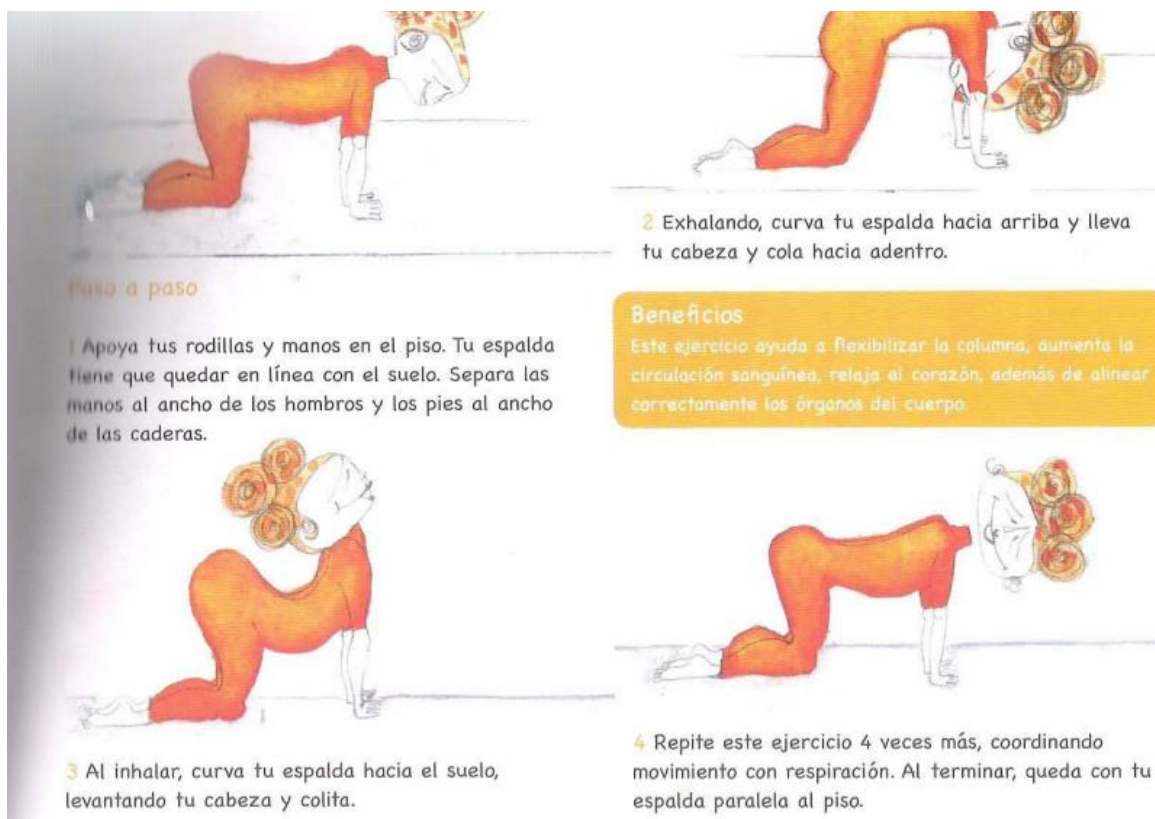 Paso a paso
1 Apoya tus rodillas y manos en el piso. Tu espalda
tiene que quedar en línea con el suelo. Separa las
manos al ancho de los hombros y los pies al ancho
de las caderas.
2 Exhalando, curva tu espalda hacia arriba y lleva
tu cabeza y cola hacia adentro.
Beneficios
Este ejercicio ayuda a flexibilizar la columna, aumenta la
circulación sanguínea, relaja el corazón, además de alinear
correctamente los órganos del cuerpo.
3 Al inhalar, curva tu espalda hacia el suelo,
levantando tu cabeza y colita.
4 Repite este ejercicio 4 veces más, coordinando
movimiento con respiración. Al terminar, queda con tu
espalda paralela al piso.